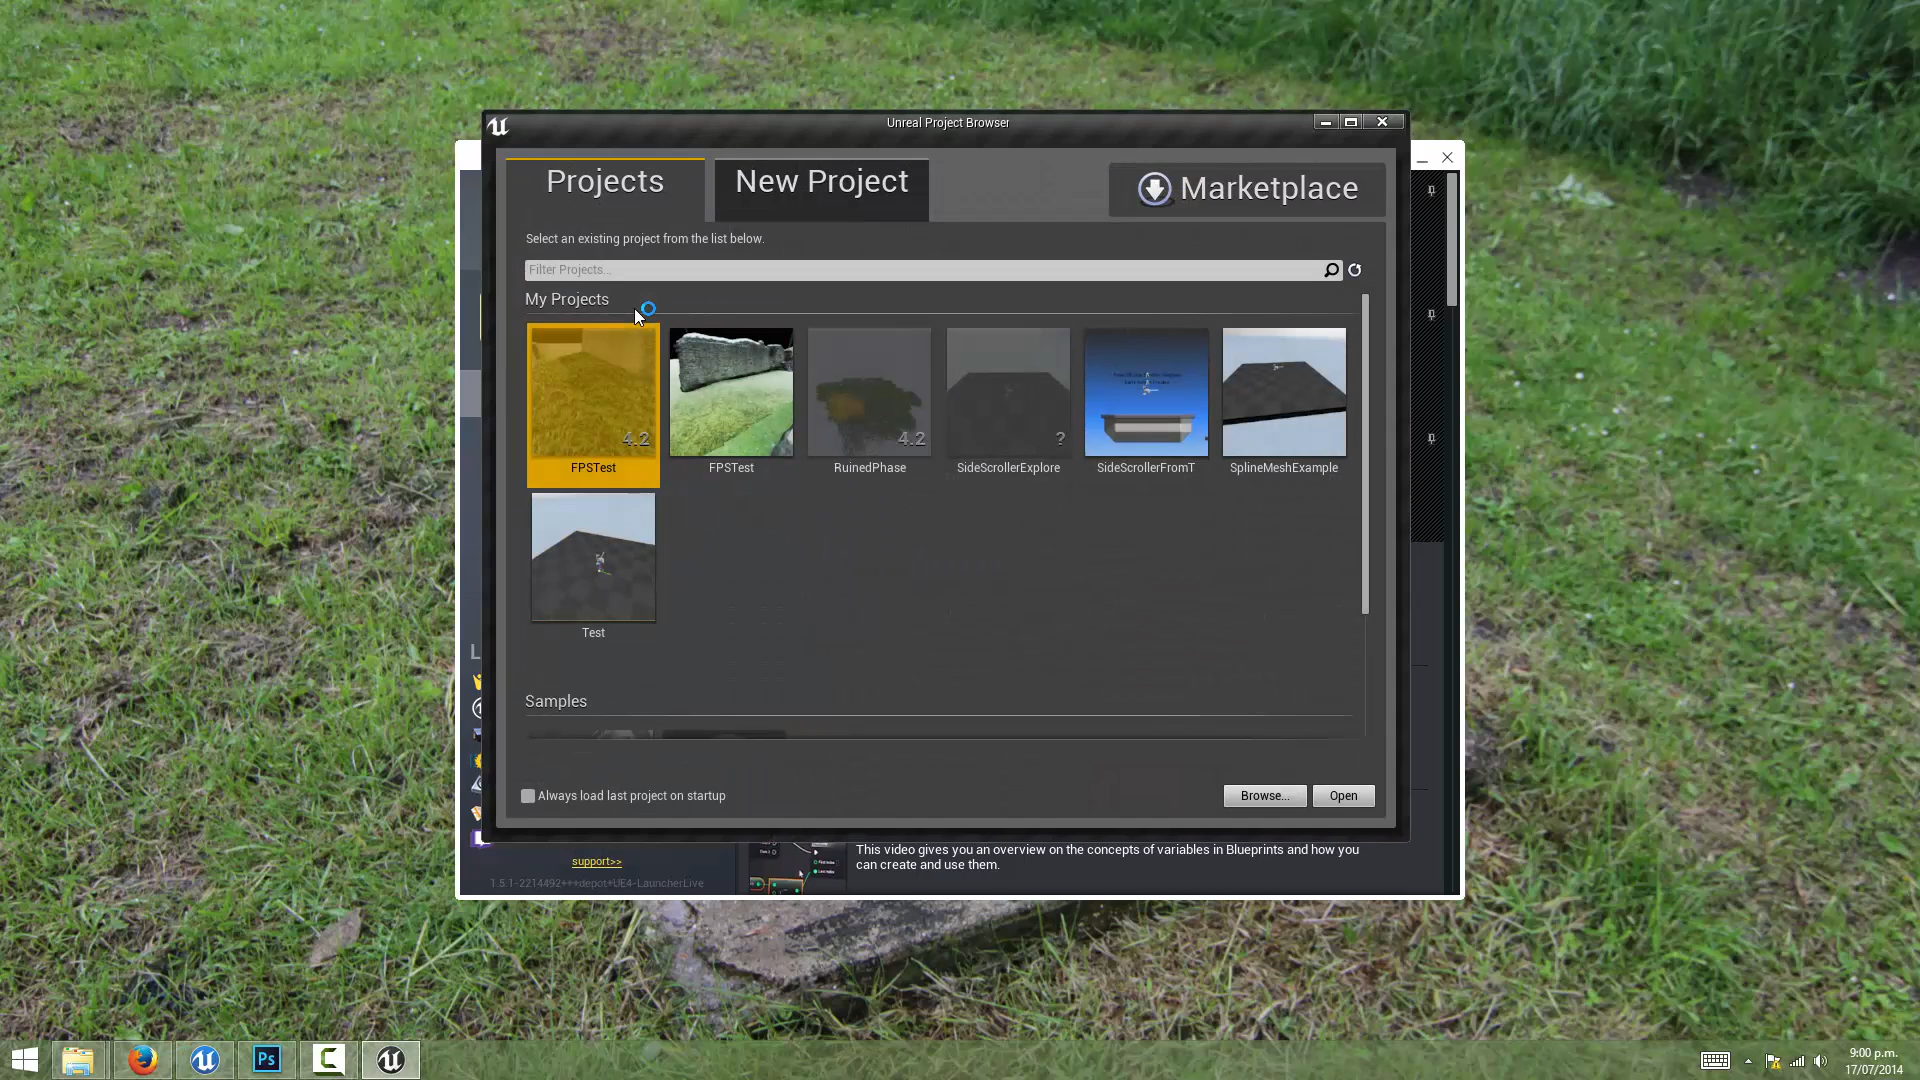 Unreal Project Browser
Projects
New Project
Marketplace
Select an existing project from the list below.
Filter Projects...
My Projects
4.2
4.2
?
FPSTest
FPSTest
RuinedPhase
SideScrollerExplore
SideScrollerFromT
SplineMeshExample
Test
Samples
Always load last project on startup
Browse...
Open
support>>
1.5.1-2214492+++depot+UE4-LauncherLive
This video gives you an overview on the concepts of variables in Blueprints and how you
can create and use them.
Ps
9:00 p.m.
17/07/2014